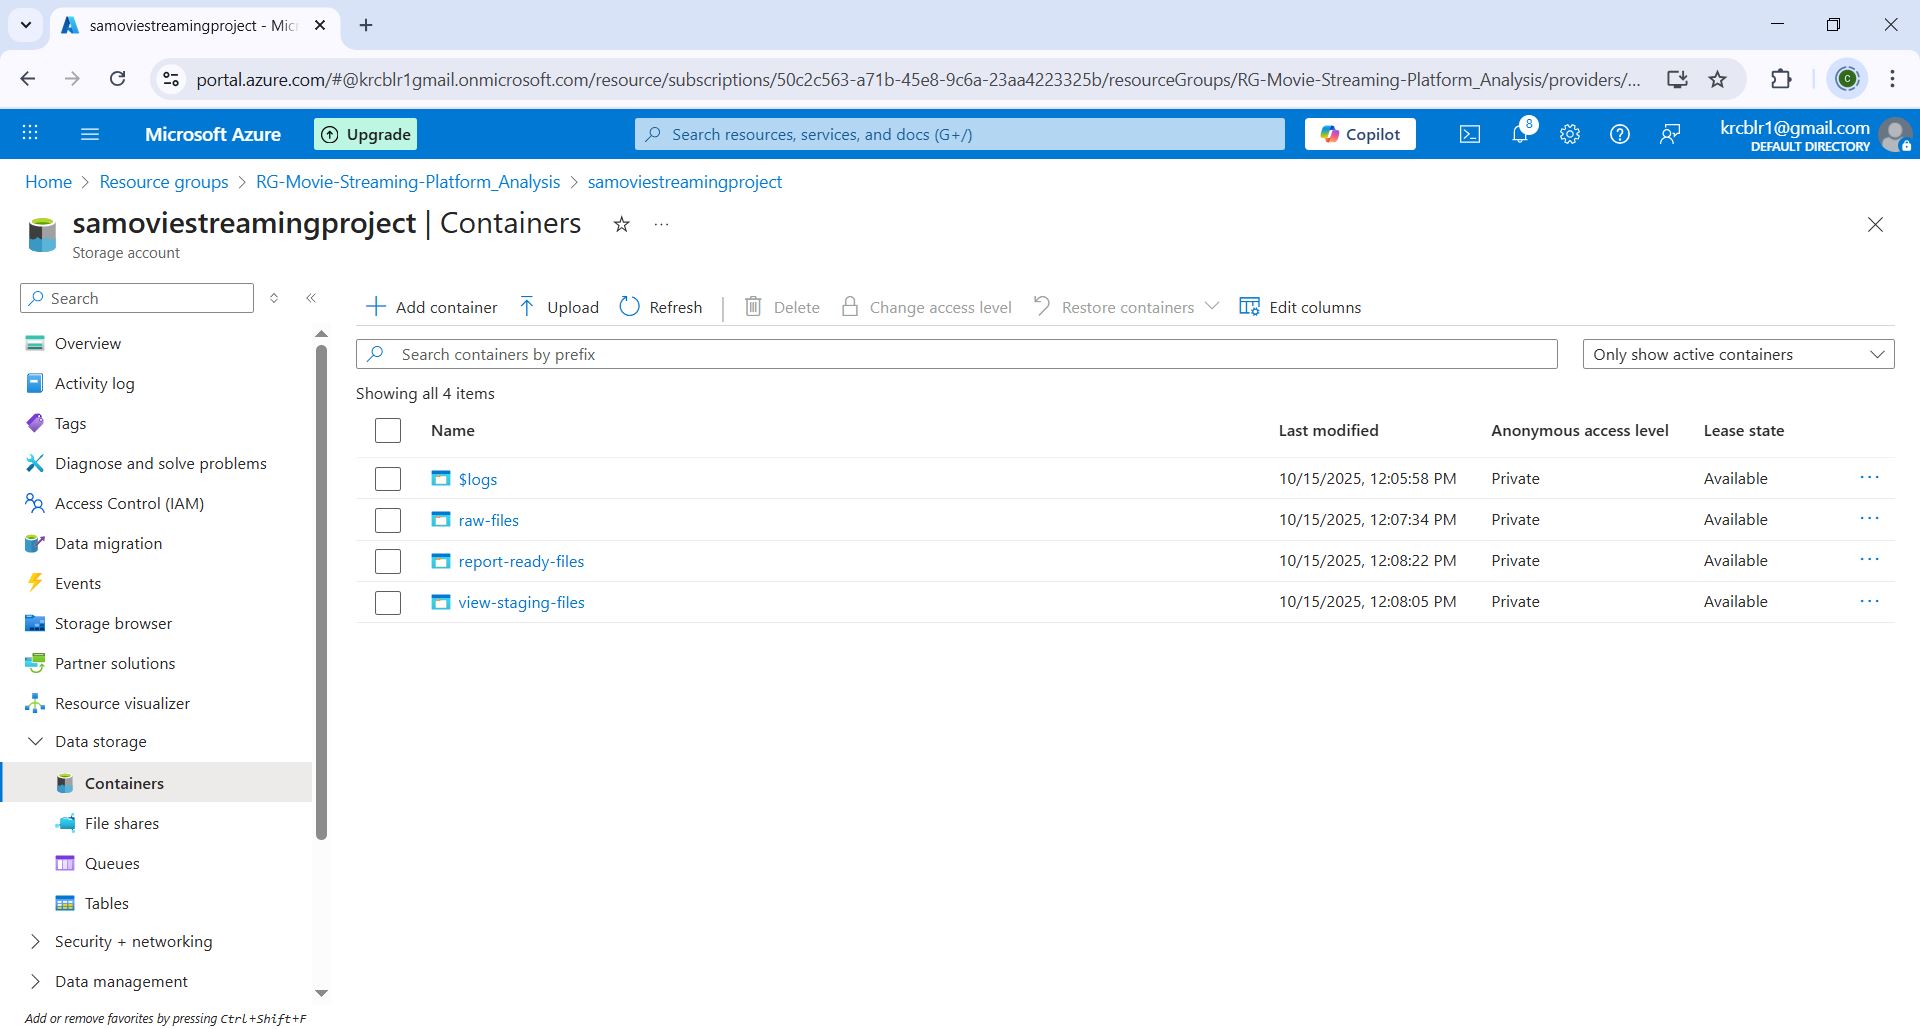 samoviestreamingproject - Mic
portal.azure.com/#@krcblr1gmail.onmicrosoft.com/resource/subscriptions/50c2c563-a71b-45e8-9c6a-23aa4223325b/resourceGroups/RG-Movie-Streaming-Platform_Analysis/providers/...
Microsoft Azure
Upgrade
Search resources, services, and docs (G+/)
Copilot
8
krcblr1@gmail.com
DEFAULT DIRECTORY
Home > Resource groups > RG-Movie-Streaming-Platform_Analysis > samoviestreamingproject
samoviestreamingproject | Containers
Storage account
Search
Overview
Activity log
Tags
Diagnose and solve problems
Access Control (IAM)
Data migration
Events
Storage browser
Partner solutions
Resource visualizer
Data storage
Containers
File shares
Queues
Tables
Security + networking
Data management
Add or remove favorites by pressing Ctrl+Shift+F
Add container Upload Refresh Delete Change access level Restore containers Edit columns
Search containers by prefix
Only show active containers
Showing all 4 items
Name Last modified Anonymous access level Lease state
$logs 10/15/2025, 12:05:58 PM Private Available
raw-files 10/15/2025, 12:07:34 PM Private Available
report-ready-files 10/15/2025, 12:08:22 PM Private Available
view-staging-files 10/15/2025, 12:08:05 PM Private Available